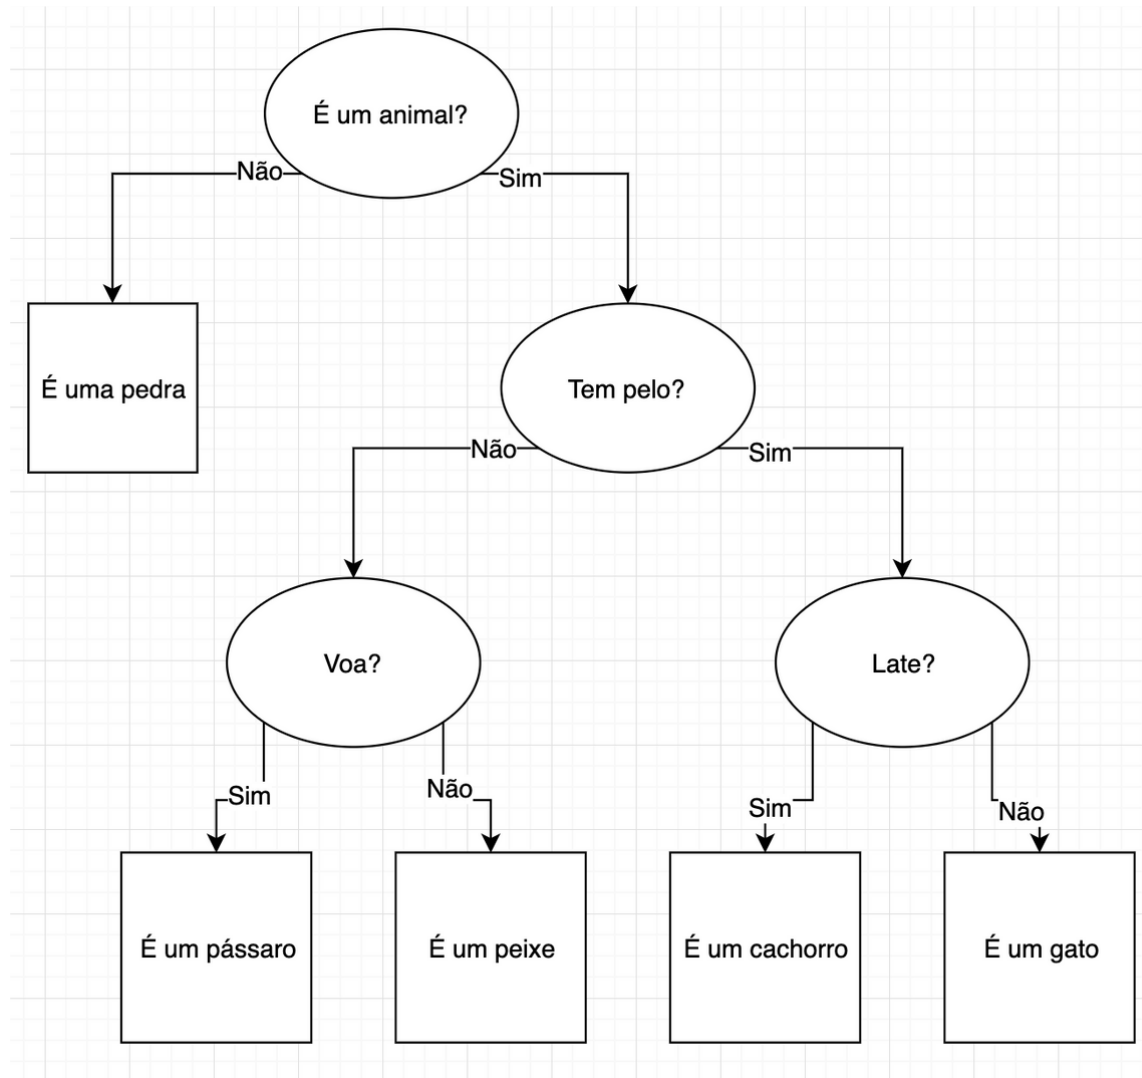 É um animal?
Não
Sim
É uma pedra
Tem pelo?
Não
Sim
Voa?
Late?
Sim
Não
Sim
Não
É um pássaro
É um peixe
É um cachorro
É um gato